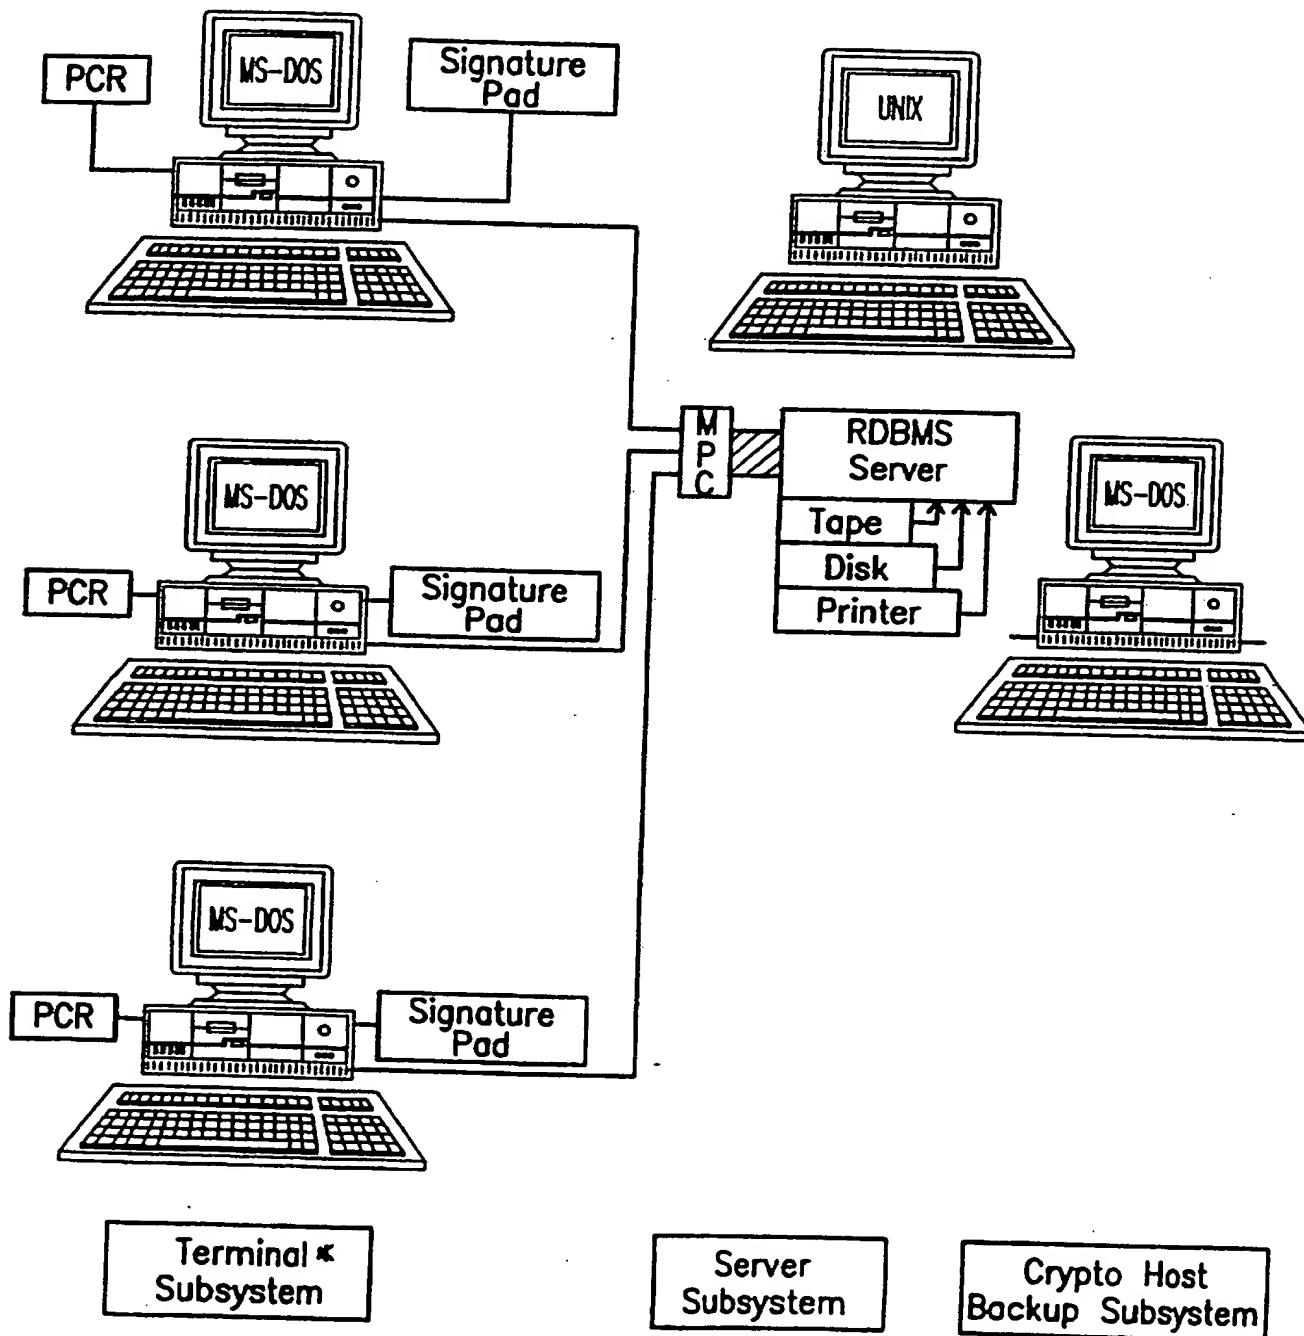 PCR
MS-DOS
Signature
Pad
UNIX
M
P
C
RDBMS
Server
Tape
Disk
Printer
MS-DOS
PCR
MS-DOS
Signature
Pad
PCR
MS-DOS
Signature
Pad
Terminal *
Subsystem
Server
Subsystem
Crypto Host
Backup Subsystem